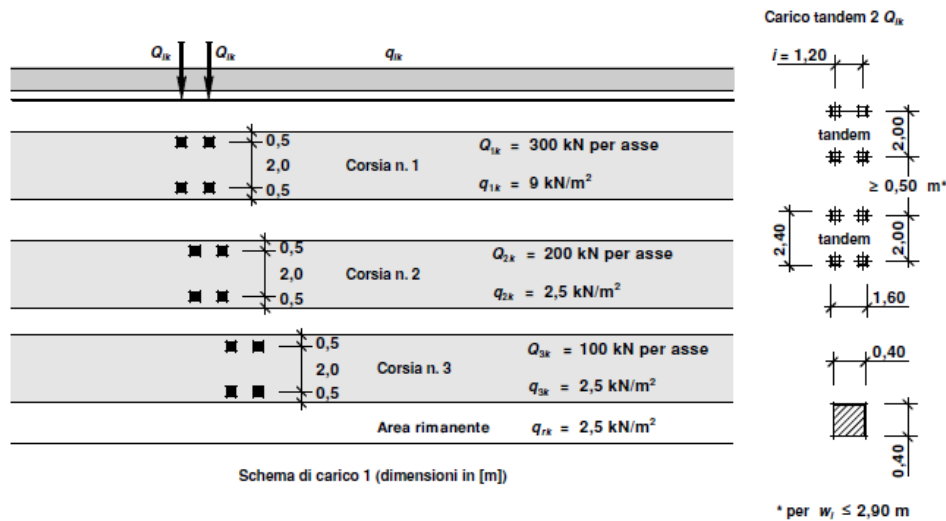 Carico tandem 2 Qik
Qik Qik qik
i = 1,20
0,5
2,0
0,5
Corsia n. 1
Q1k = 300 kN per asse
q1k = 9 kN/m²
tandem
2,00
≥ 0,50 m*
0,5
2,0
0,5
Corsia n. 2
Q2k = 200 kN per asse
q2k = 2,5 kN/m²
2,40
tandem
2,00
1,60
0,5
2,0
0,5
Corsia n. 3
Q3k = 100 kN per asse
q3k = 2,5 kN/m²
0,40
Area rimanente qrk = 2,5 kN/m²
0,40
Schema di carico 1 (dimensioni in [m])
* per wl ≤ 2,90 m